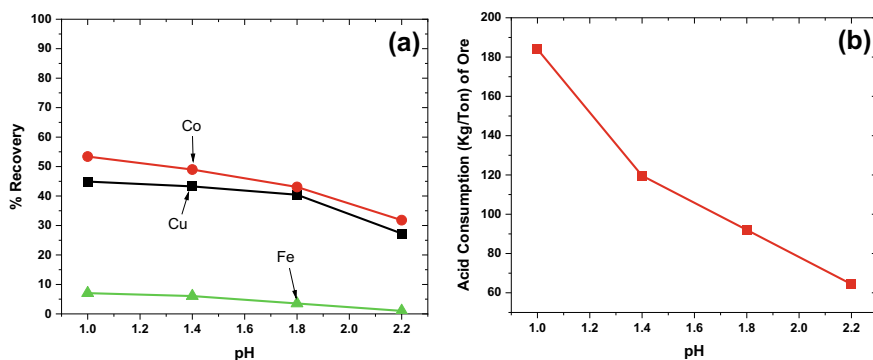 (a)
% Recovery
100
90
80
70
60
50
40
30
20
10
0
Co
Cu
Fe
1.0 1.2 1.4 1.6 1.8 2.0 2.2
pH
(b)
Acid Consumption (Kg/Ton) of Ore
200
180
160
140
120
100
80
60
1.0 1.2 1.4 1.6 1.8 2.0 2.2
pH